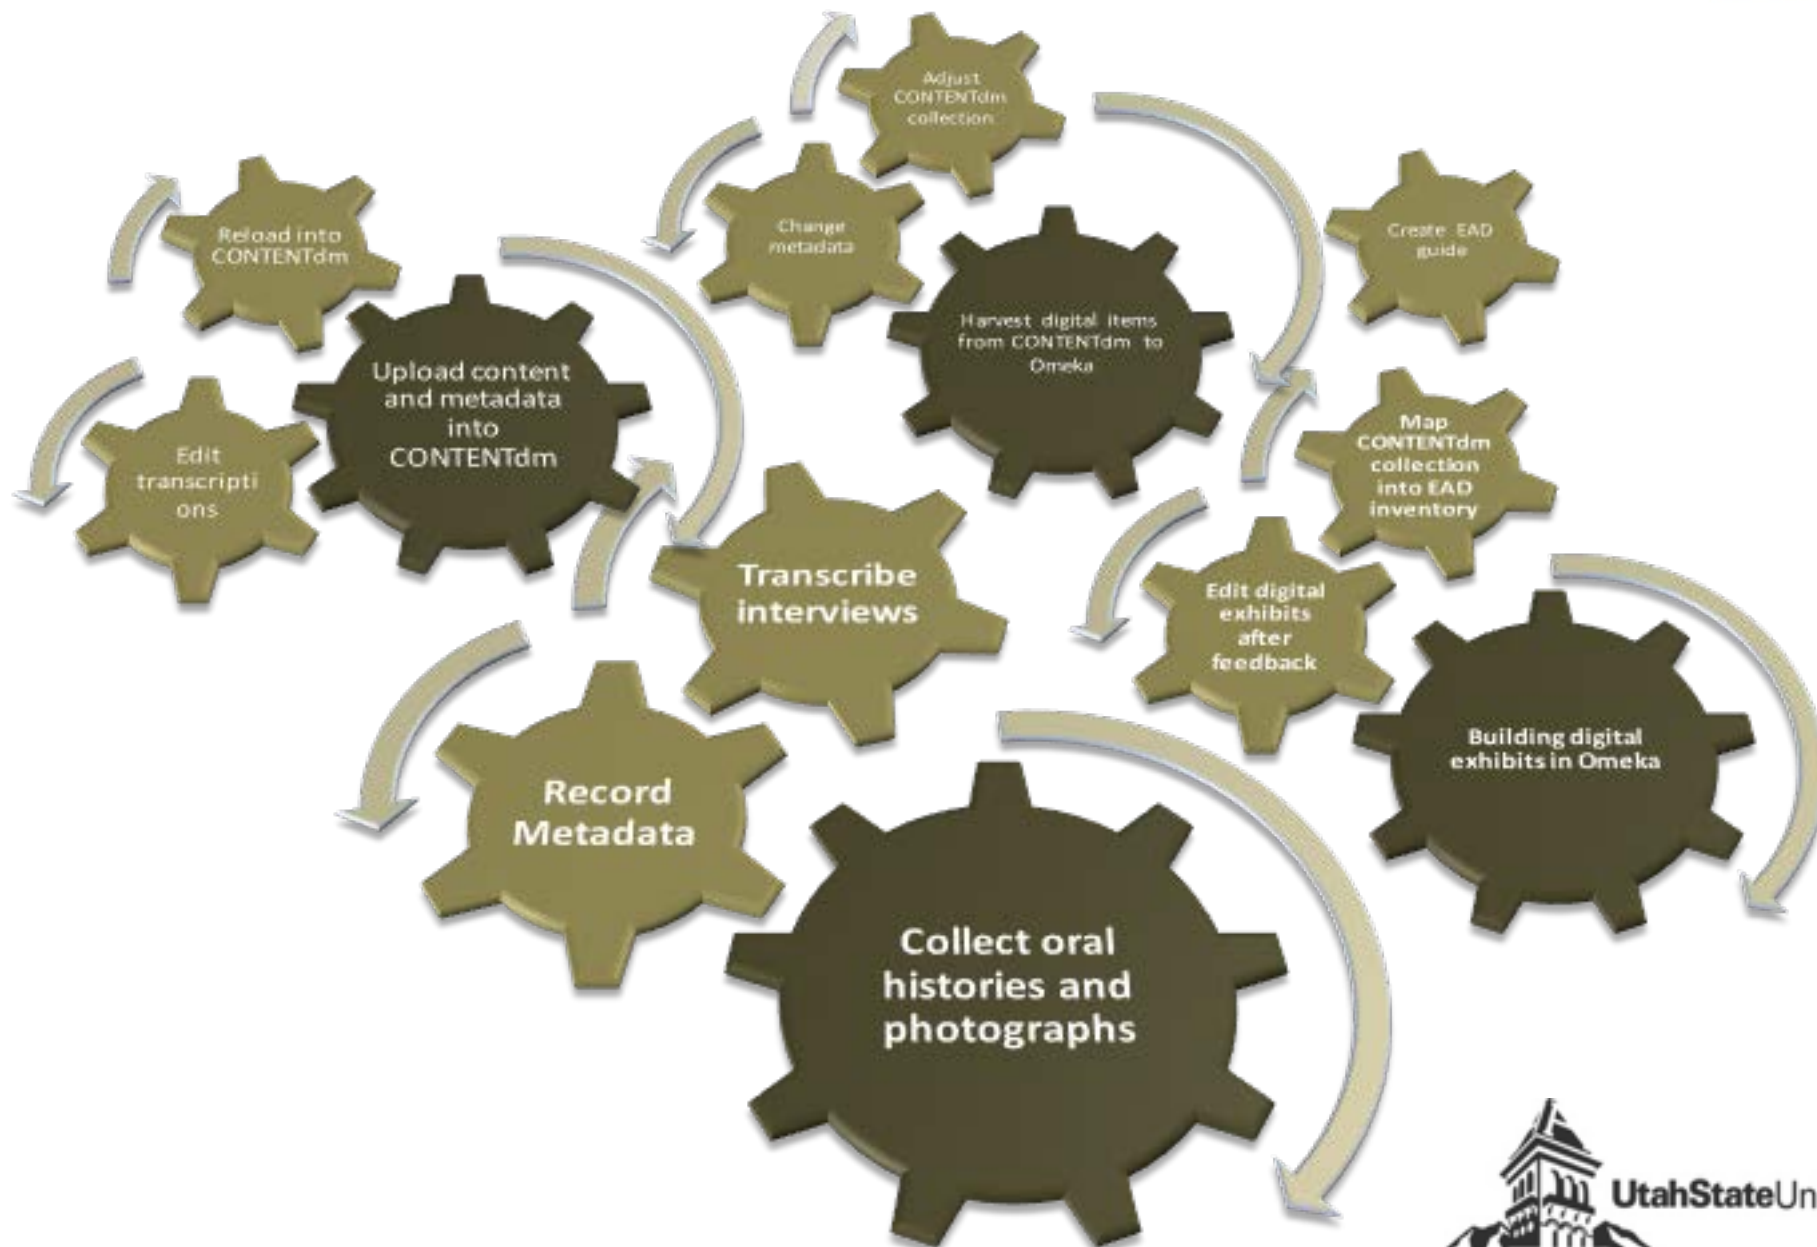 Adjust
CONTENTdm
collection
Change
metadata
Reload into
CONTENTdm
Create EAD
guide
Harvest digital items
from CONTENTdm to
Omeka
Upload content
and metadata
into
CONTENTdm
Edit
transcripti
ons
Map
CONTENTdm
collection
into EAD
inventory
Transcribe
interviews
Edit digital
exhibits
after
feedback
Building digital
exhibits in Omeka
Record
Metadata
Collect oral
histories and
photographs
UtahStateUn